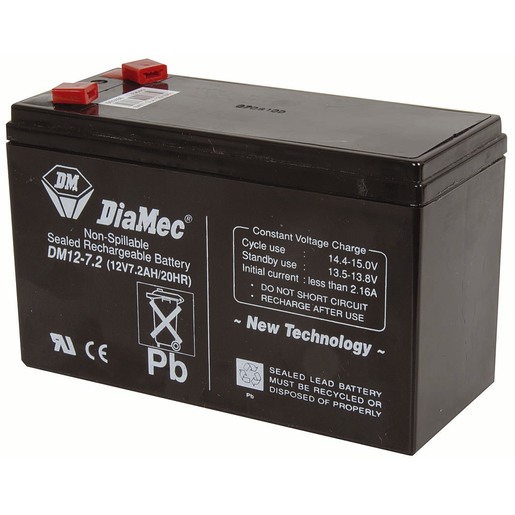 DM
DiaMec®
Non-Spillable
Sealed Rechargeable Battery
DM12-7.2 (12V7.2AH/20HR)
Pb
Constant Voltage Charge
Cycle use : 14.4-15.0V
Standby use : 13.5-13.8V
Initial current : less than 2.16A
• DO NOT SHORT CIRCUIT
• RECHARGE AFTER USE
~ New Technology ~
Pb
SEALED LEAD BATTERY
MUST BE RECYCLED OR
DISPOSED OF PROPERLY